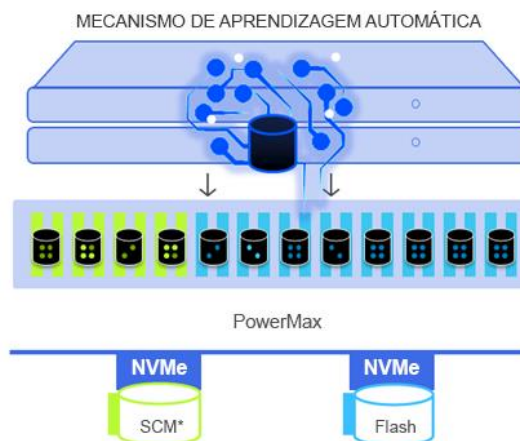 MECANISMO DE APRENDIZAGEM AUTOMÁTICA
PowerMax
NVMe NVMe
SCM* Flash